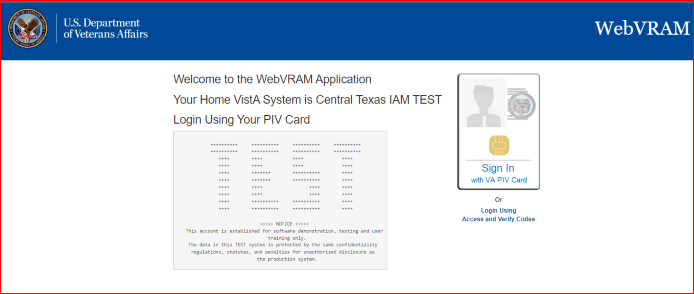 U.S. Department
of Veterans Affairs
WebVRAM
Welcome to the WebVRAM Application
Your Home VistA System is Central Texas IAM TEST
Login Using Your PIV Card
********** ********** ********** **********
********** ********** ********** **********
**** **** **** ****
**** **** **** ****
**** ******* ********** ****
**** ******* ********** ****
**** **** **** ****
**** **** **** ****
**** ********** ********** ****
**** ********** ********** ****
>>>>> NOTICE <<<<<
This account is established for software demonstration, testing and user
training only.
The data in this TEST system is protected by the same confidentiality
regulations, statutes, and penalties for unauthorized disclosure as
the production system.
Sign In
with VA PIV Card
Or
Login Using
Access and Verify Codes